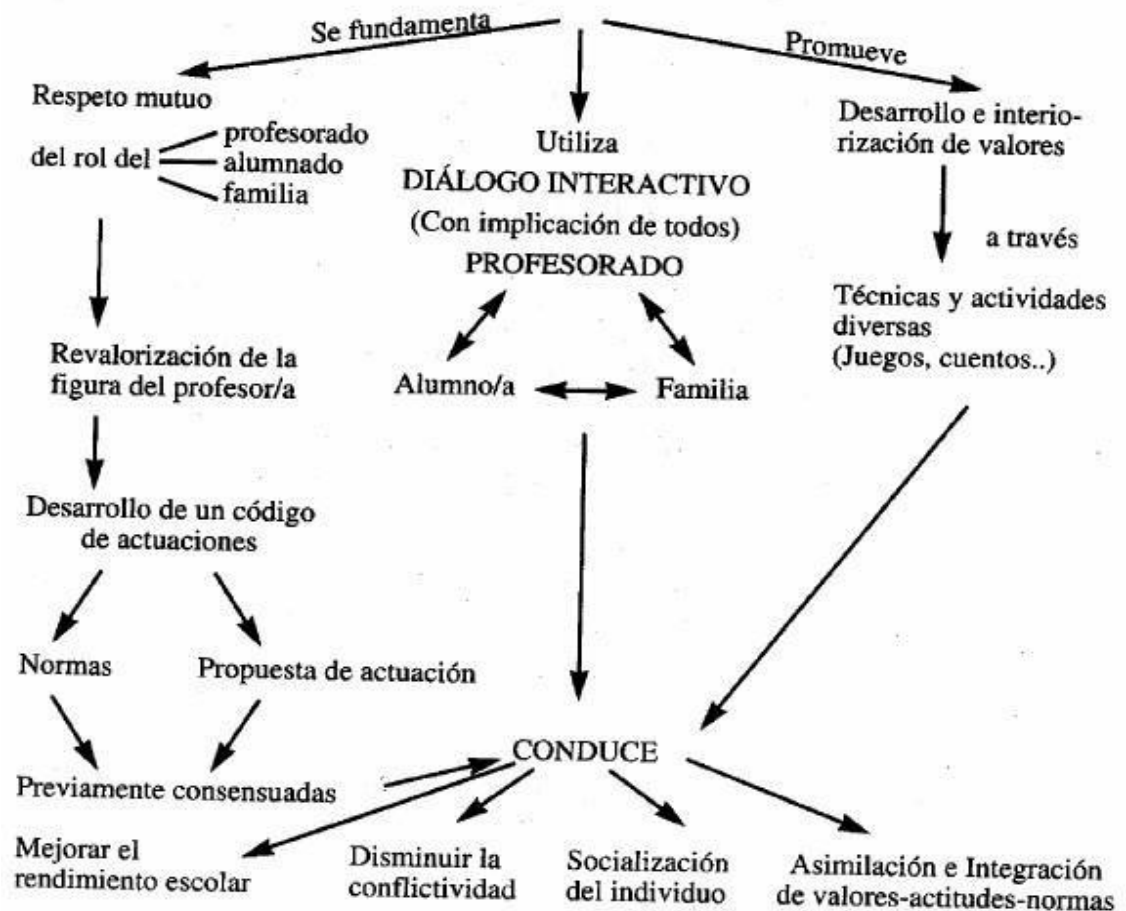 Se fundamenta
Promueve
Respeto mutuo
del rol del
profesorado
alumnado
familia
Utiliza
DIÁLOGO INTERACTIVO
(Con implicación de todos)
PROFESORADO
Alumno/a
Familia
Desarrollo e interio-
rización de valores
a través
Técnicas y actividades
diversas
(Juegos, cuentos..)
Revalorización de la
figura del profesor/a
Desarrollo de un código
de actuaciones
Normas
Propuesta de actuación
Previamente consensuadas
CONDUCE
Mejorar el
rendimiento escolar
Disminuir la
conflictividad
Socialización
del individuo
Asimilación e Integración
de valores-actitudes-normas